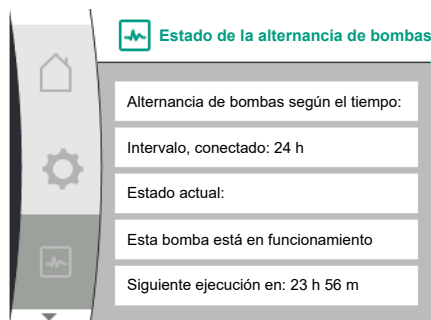 Estado de la alternancia de bombas
Alternancia de bombas según el tiempo:
Intervalo, conectado: 24 h
Estado actual:
Esta bomba está en funcionamiento
Siguiente ejecución en: 23 h 56 m